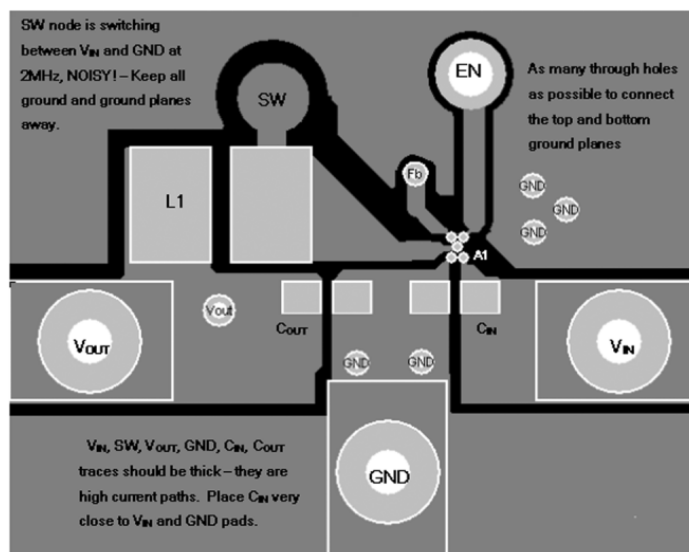 SW node is switching
between VIN and GND at
2MHz, NOISY! – Keep all
ground and ground planes
away.
SW
EN
As many through holes
as possible to connect
the top and bottom
ground planes
Fb
L1
GND
GND
GND
A1
Vout
COUT
CIN
VOUT
VIN
GND
GND
VIN, SW, VOUT, GND, CIN, COUT
traces should be thick – they are
high current paths. Place CIN very
close to VIN and GND pads.
GND